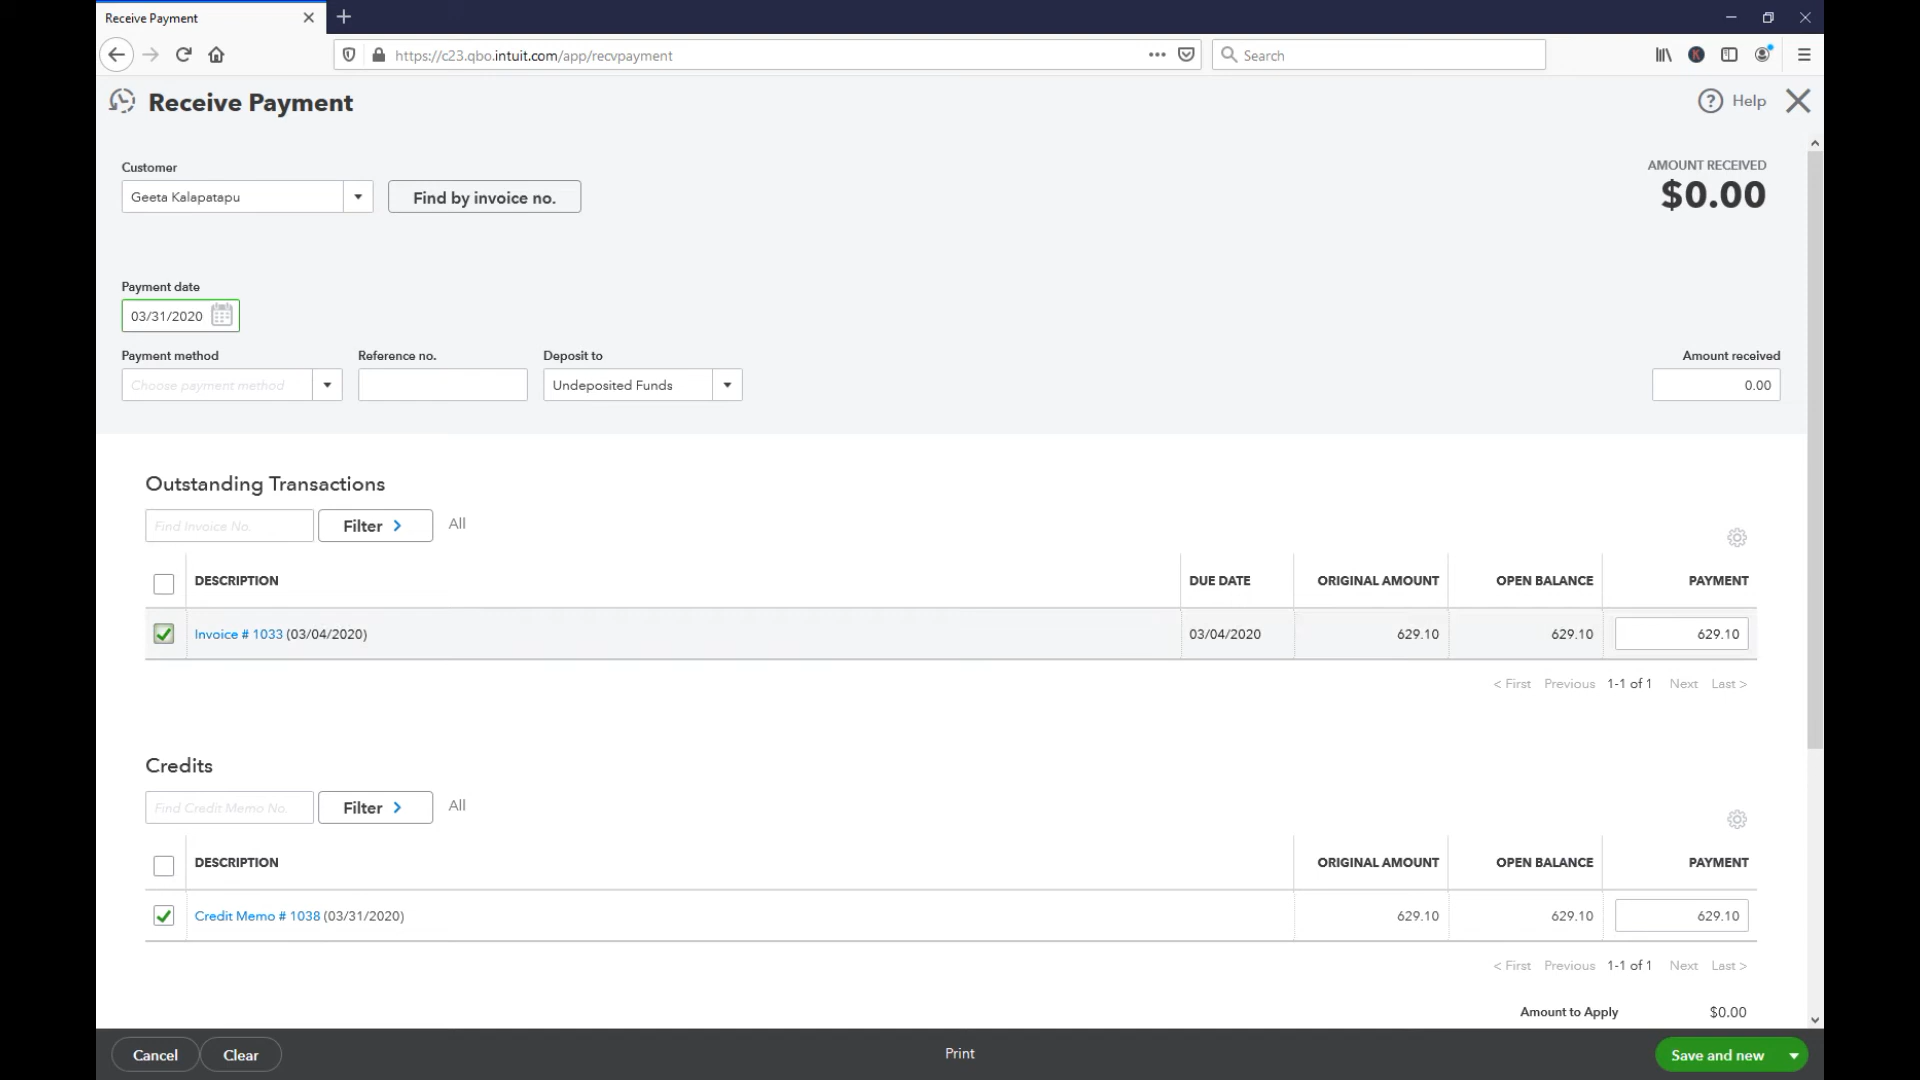 Receive Payment
https://c23.qbo.intuit.com/app/recvpayment
Search
K
Receive Payment
? Help
Customer
Geeta Kalapatapu
Find by invoice no.
AMOUNT RECEIVED
$0.00
Payment date
03/31/2020
Payment method
Reference no.
Deposit to
Amount received
Choose payment method
Undeposited Funds
0.00
Outstanding Transactions
Find Invoice No.
Filter >
All
DESCRIPTION
DUE DATE
ORIGINAL AMOUNT
OPEN BALANCE
PAYMENT
Invoice # 1033 (03/04/2020)
03/04/2020
629.10
629.10
629.10
< First Previous 1-1 of 1 Next Last >
Credits
Find Credit Memo No.
Filter >
All
DESCRIPTION
ORIGINAL AMOUNT
OPEN BALANCE
PAYMENT
Credit Memo # 1038 (03/31/2020)
629.10
629.10
629.10
< First Previous 1-1 of 1 Next Last >
Amount to Apply $0.00
Cancel
Clear
Print
Save and new